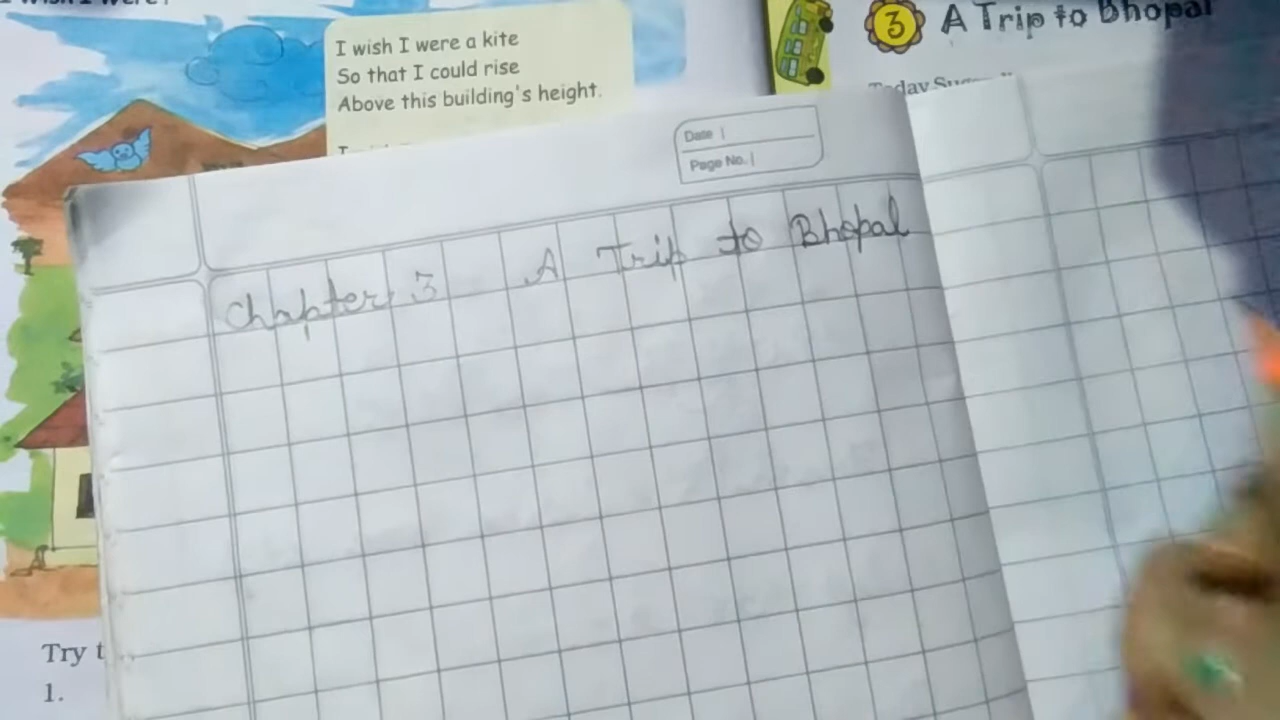 I wish I were a kite
So that I could rise
Above this building's height.
3 A Trip to Bhopal
Date
Page No.
Chapter 3 A Trip to Bhopal
Try
1.